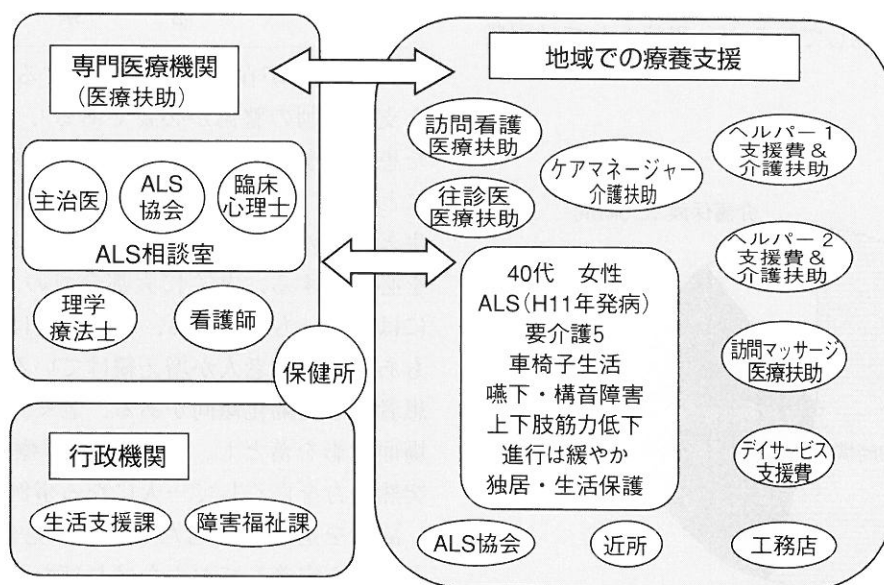 専門医療機関
(医療扶助)
主治医
ALS
協会
臨床
心理士
ALS相談室
理学
療法士
看護師
保健所
行政機関
生活支援課
障害福祉課
地域での療養支援
訪問看護
医療扶助
往診医
医療扶助
ケアマネージャー
介護扶助
ヘルパー1
支援費&
介護扶助
ヘルパー2
支援費&
介護扶助
訪問マッサージ
医療扶助
デイサービス
支援費
40代 女性
ALS(H11年発病)
要介護5
車椅子生活
嚥下・構音障害
上下肢筋力低下
進行は緩やか
独居・生活保護
ALS協会
近所
工務店